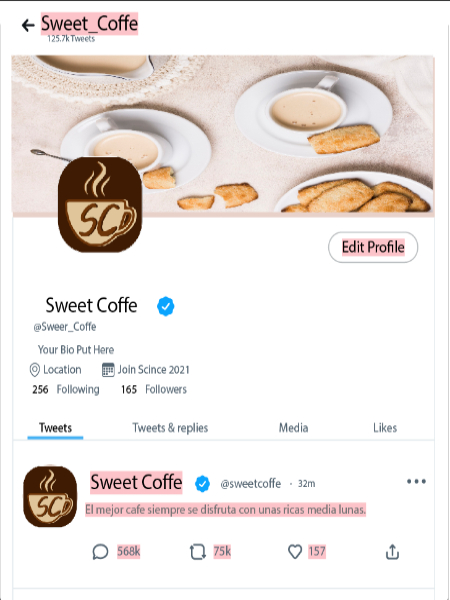 Sweet_Coffe
125.7k Tweets
SC
Edit Profile
Sweet Coffe
@Sweer_Coffe
Your Bio Put Here
Location Join Scince 2021
256 Following 165 Followers
Tweets Tweets & replies Media Likes
Sweet Coffe @sweetcoffe · 32m
SC
El mejor cafe siempre se disfruta con unas ricas media lunas.
568k 75k 157